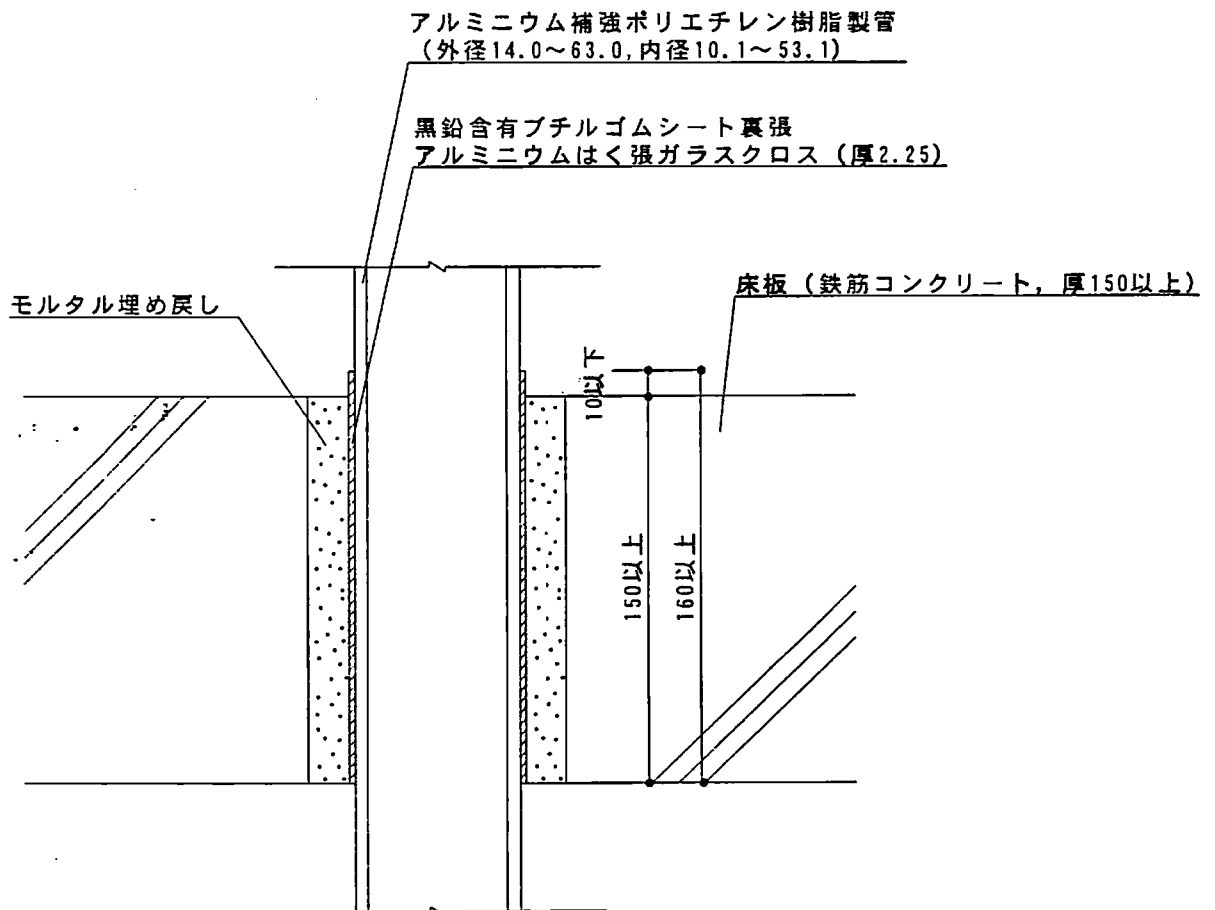 アルミニウム補強ポリエチレン樹脂製管
(外径14.0~63.0,内径10.1~53.1)
黒鉛含有ブチルゴムシート裏張
アルミニウムはく張ガラスクロス (厚2.25)
床板 (鉄筋コンクリート, 厚150以上)
モルタル埋め戻し
10以下
150以上
160以上